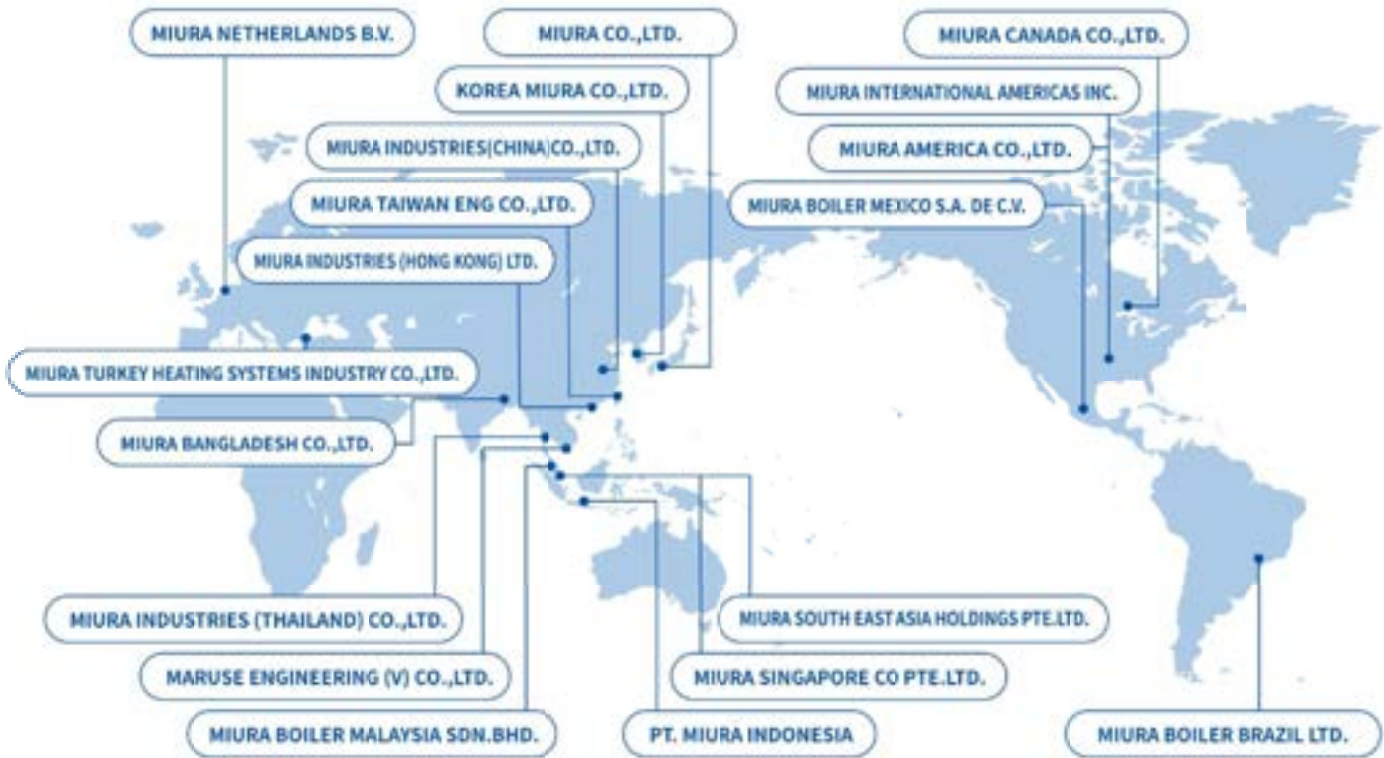 MIURA NETHERLANDS B.V.
MIURA CO.,LTD.
MIURA CANADA CO.,LTD.
KOREA MIURA CO.,LTD.
MIURA INTERNATIONAL AMERICAS INC.
MIURA INDUSTRIES(CHINA)CO.,LTD.
MIURA AMERICA CO.,LTD.
MIURA TAIWAN ENG CO.,LTD.
MIURA BOILER MEXICO S.A. DE C.V.
MIURA INDUSTRIES (HONG KONG) LTD.
MIURA TURKEY HEATING SYSTEMS INDUSTRY CO.,LTD.
MIURA BANGLADESH CO.,LTD.
MIURA INDUSTRIES (THAILAND) CO.,LTD.
MIURA SOUTH EAST ASIA HOLDINGS PTE.LTD.
MARUSE ENGINEERING (V) CO.,LTD.
MIURA SINGAPORE CO PTE.LTD.
MIURA BOILER MALAYSIA SDN.BHD.
PT. MIURA INDONESIA
MIURA BOILER BRAZIL LTD.